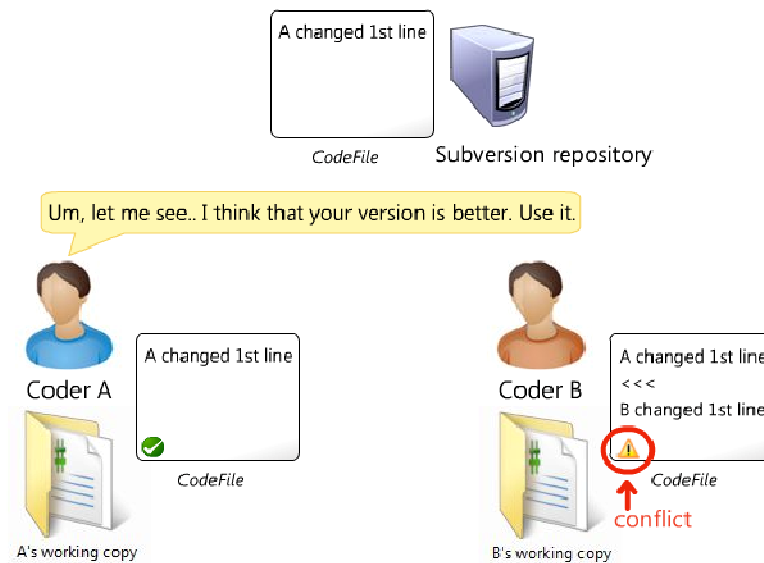 A changed 1st line
CodeFile
Subversion repository
Um, let me see.. I think that your version is better. Use it.
A changed 1st line
Coder A
CodeFile
A's working copy
A changed 1st line
<<<
B changed 1st line
Coder B
CodeFile
conflict
B's working copy